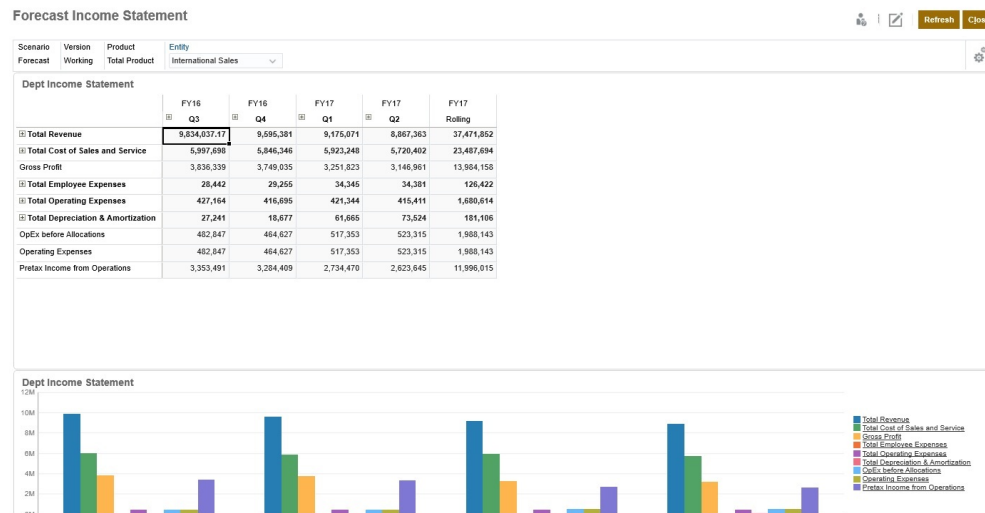 Forecast Income Statement
Refresh
Scenario Version Product Entity
Forecast Working Total Product International Sales
Dept Income Statement
FY16 FY16 FY17 FY17 FY17
Q3 Q4 Q1 Q2 Rolling
Total Revenue 9,834,037.17 9,595,381 9,175,071 8,867,363 37,471,852
Total Cost of Sales and Service 5,997,698 5,846,346 5,923,248 5,720,402 23,487,694
Gross Profit 3,836,339 3,749,035 3,251,823 3,146,961 13,984,158
Total Employee Expenses 28,442 29,255 34,345 34,381 126,422
Total Operating Expenses 427,164 416,695 421,344 415,411 1,680,614
Total Depreciation & Amortization 27,241 18,677 61,665 73,524 181,106
OpEx before Allocations 482,847 464,627 517,353 523,315 1,988,143
Operating Expenses 482,847 464,627 517,353 523,315 1,988,143
Pretax Income from Operations 3,353,491 3,284,409 2,734,470 2,623,645 11,996,015
Dept Income Statement
12M
10M
8M
6M
4M
2M
Total Revenue
Total Cost of Sales and Service
Gross Profit
Total Employee Expenses
Total Operating Expenses
Total Depreciation & Amortization
OpEx before Allocations
Operating Expenses
Pretax Income from Operations